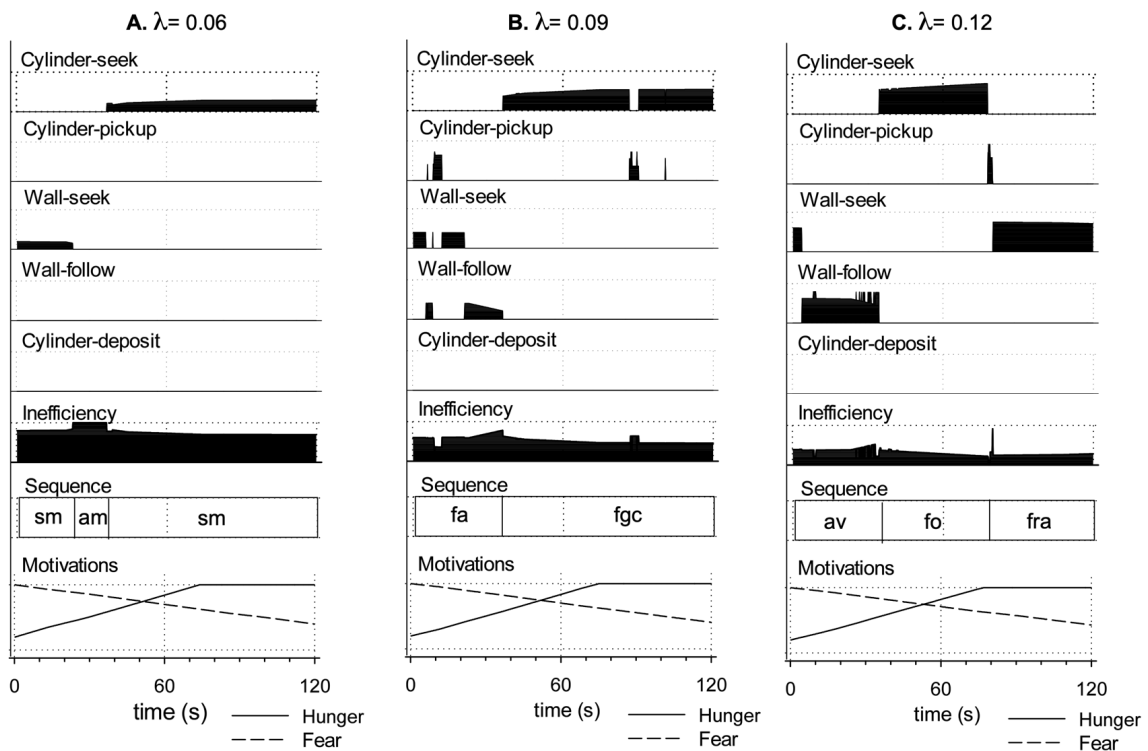 A. λ= 0.06
Cylinder-seek
Cylinder-pickup
Wall-seek
Wall-follow
Cylinder-deposit
Inefficiency
Sequence
sm am sm
Motivations
0 60 120
time (s)
Hunger
Fear
B. λ= 0.09
Cylinder-seek
Cylinder-pickup
Wall-seek
Wall-follow
Cylinder-deposit
Inefficiency
Sequence
fa fgc
Motivations
0 60 120
time (s)
Hunger
Fear
C. λ= 0.12
Cylinder-seek
Cylinder-pickup
Wall-seek
Wall-follow
Cylinder-deposit
Inefficiency
Sequence
av fo fra
Motivations
0 60 120
time (s)
Hunger
Fear